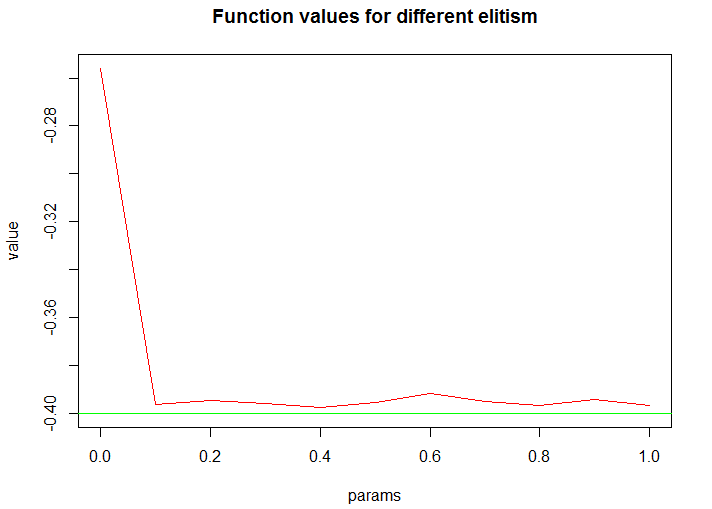 Function values for different elitism
value
-0.28
-0.32
-0.36
-0.40
0.0 0.2 0.4 0.6 0.8 1.0
params